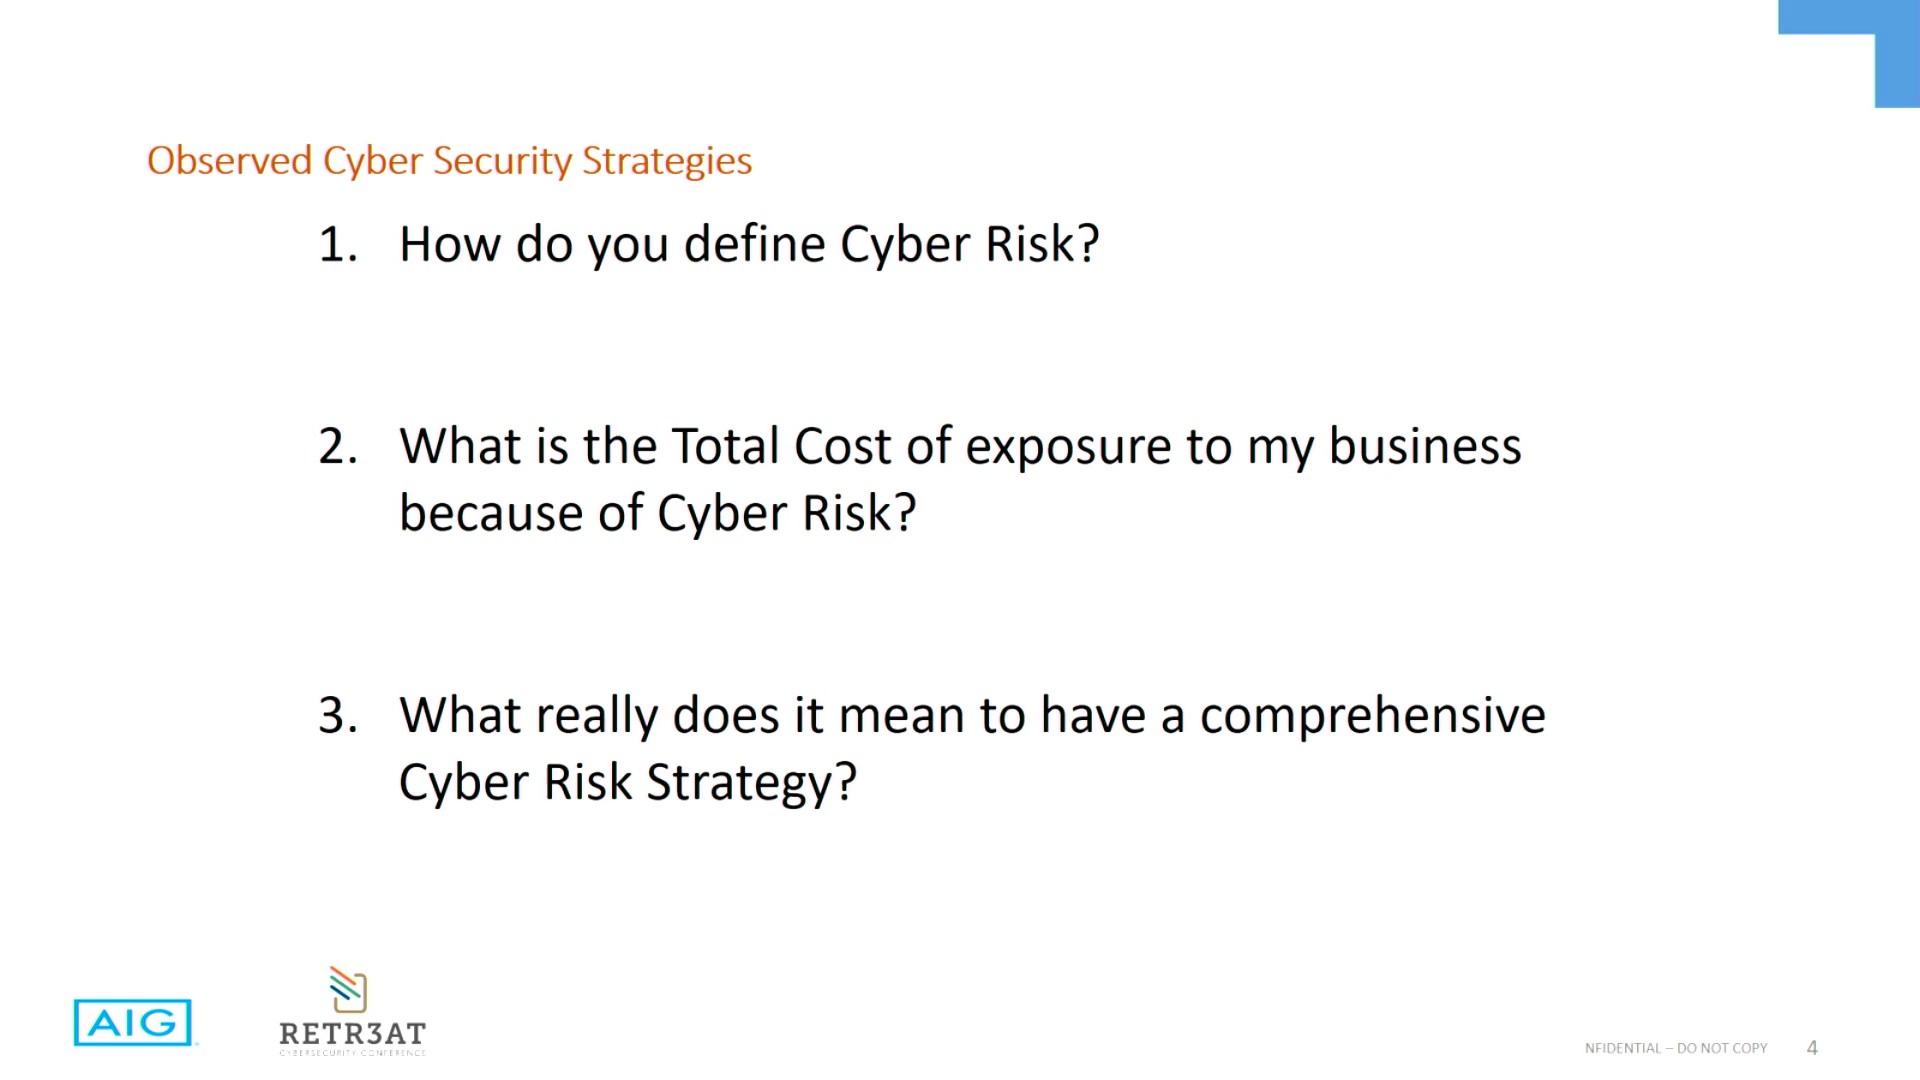 Observed Cyber Security Strategies
1. How do you define Cyber Risk?
2. What is the Total Cost of exposure to my business
because of Cyber Risk?
3. What really does it mean to have a comprehensive
Cyber Risk Strategy?
AIG
RETR3AT
CYBERSECURITY CONFERENCE
NFIDENTIAL – DO NOT COPY 4